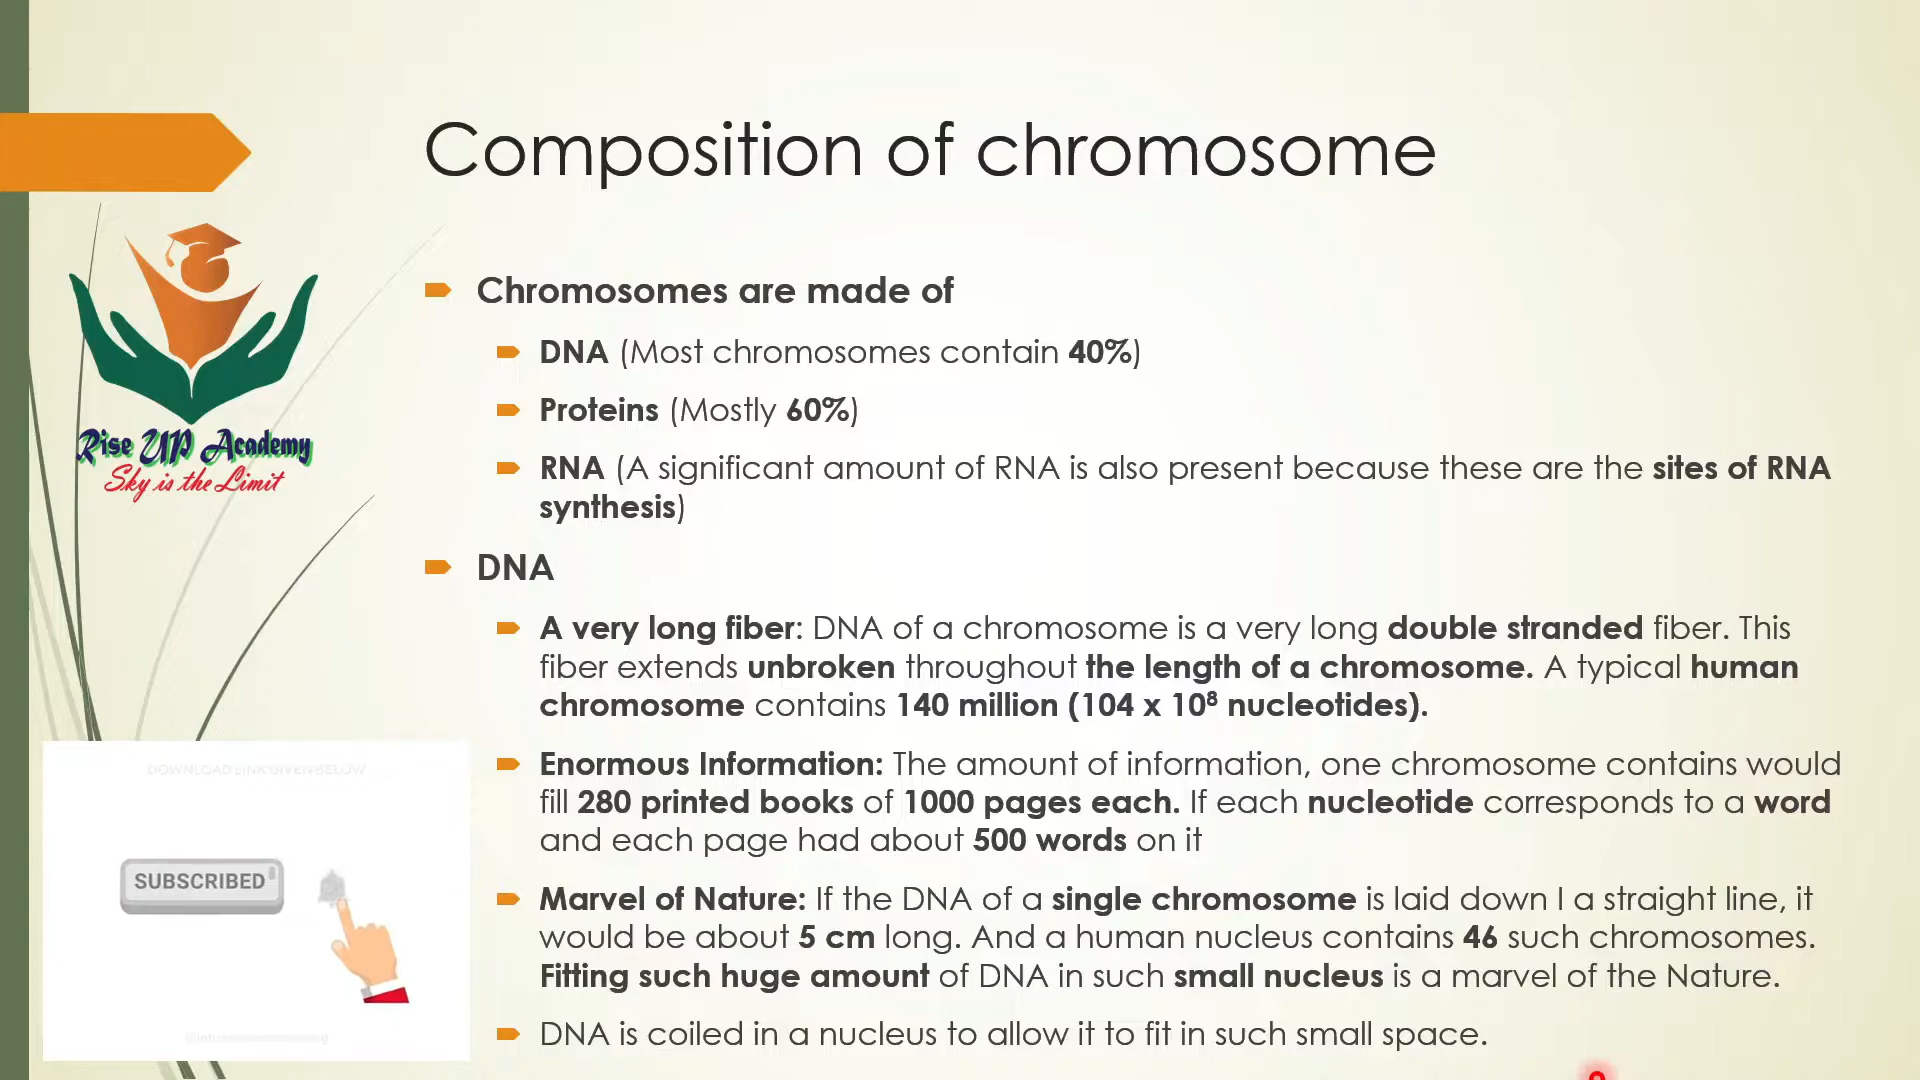 Composition of chromosome
Rise UP Academy
Sky is the Limit
Chromosomes are made of
DNA (Most chromosomes contain 40%)
Proteins (Mostly 60%)
RNA (A significant amount of RNA is also present because these are the sites of RNA
synthesis)
DNA
A very long fiber: DNA of a chromosome is a very long double stranded fiber. This
fiber extends unbroken throughout the length of a chromosome. A typical human
chromosome contains 140 million (104 x 10⁸ nucleotides).
Enormous Information: The amount of information, one chromosome contains would
fill 280 printed books of 1000 pages each. If each nucleotide corresponds to a word
and each page had about 500 words on it
Marvel of Nature: If the DNA of a single chromosome is laid down I a straight line, it
would be about 5 cm long. And a human nucleus contains 46 such chromosomes.
Fitting such huge amount of DNA in such small nucleus is a marvel of the Nature.
DNA is coiled in a nucleus to allow it to fit in such small space.
DOWNLOAD LINK GIVEN BELOW
SUBSCRIBED